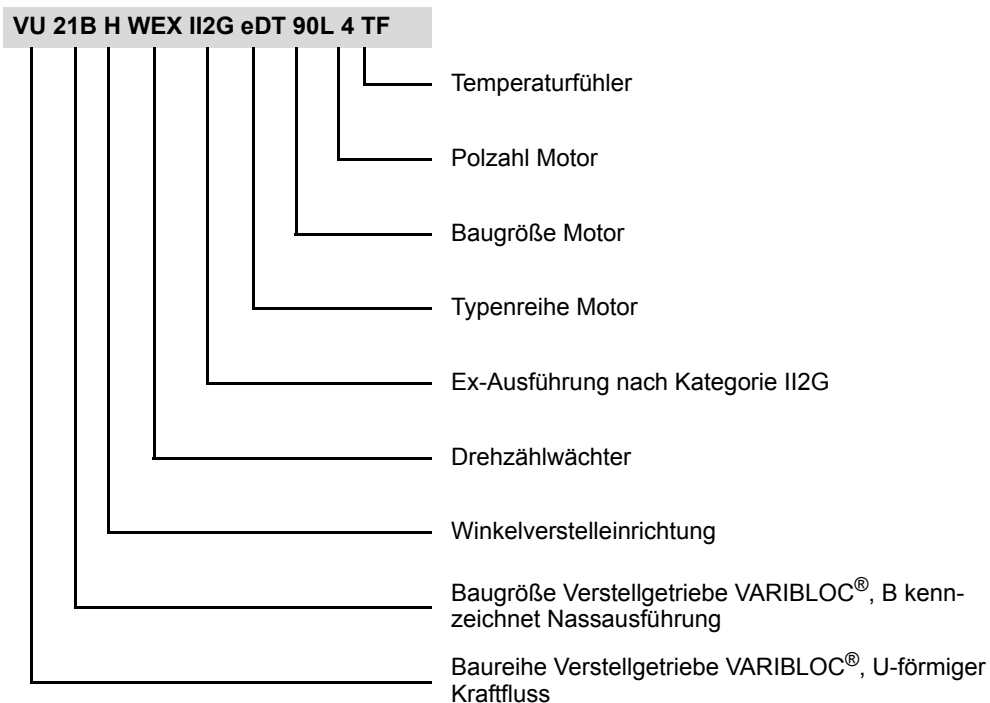 VU 21B H WEX II2G eDT 90L 4 TF
Temperaturfühler
Polzahl Motor
Baugröße Motor
Typenreihe Motor
Ex-Ausführung nach Kategorie II2G
Drehzählwächter
Winkelverstelleinrichtung
Baugröße Verstellgetriebe VARIBLOC®, B kenn-
zeichnet Nassausführung
Baureihe Verstellgetriebe VARIBLOC®, U-förmiger
Kraftfluss